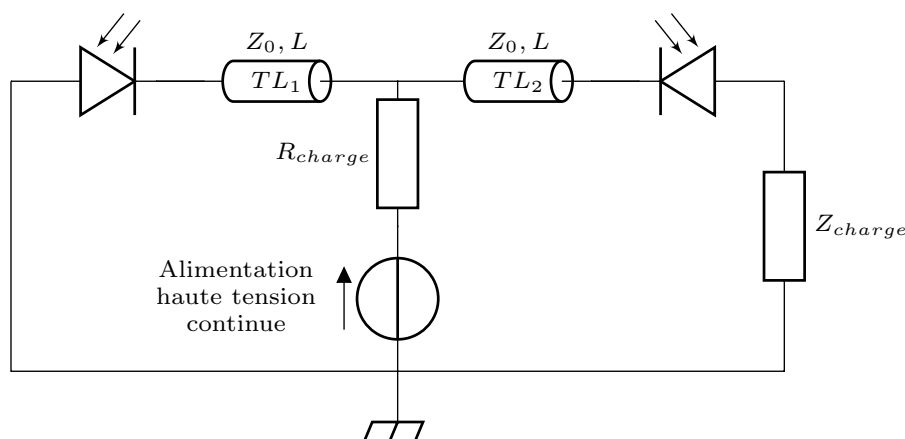 Z₀, L
Z₀, L
TL₁
TL₂
R_charge
Z_charge
Alimentation
haute tension
continue